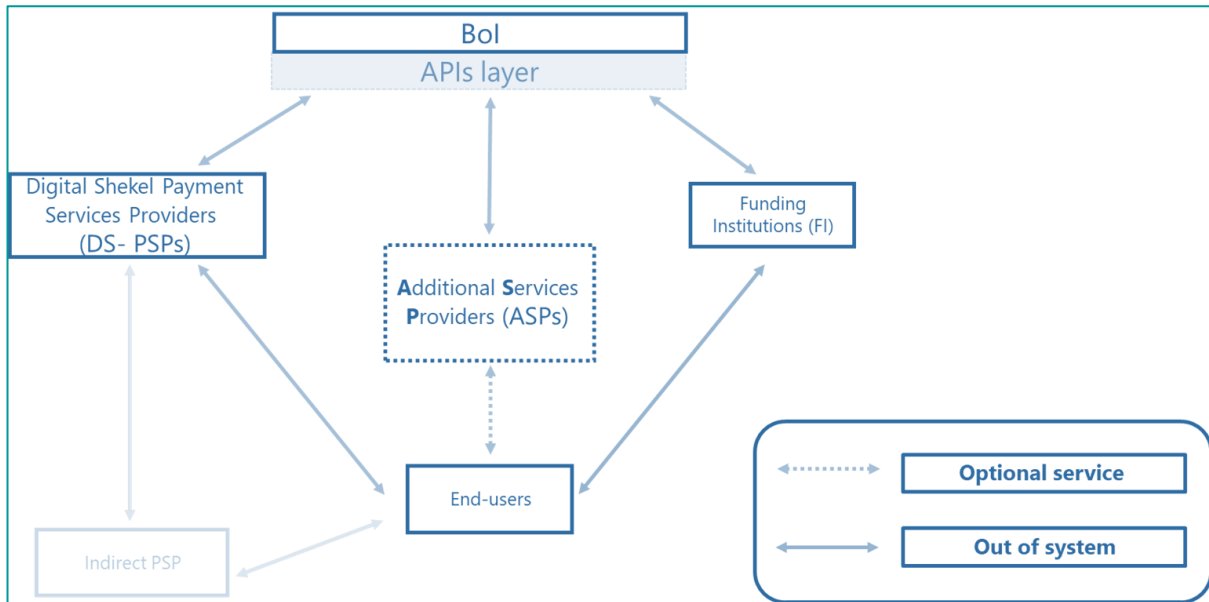 BoI
APIs layer
Digital Shekel Payment
Services Providers
(DS- PSPs)
Funding
Institutions (FI)
Additional Services
Providers (ASPs)
End-users
Indirect PSP
Optional service
Out of system